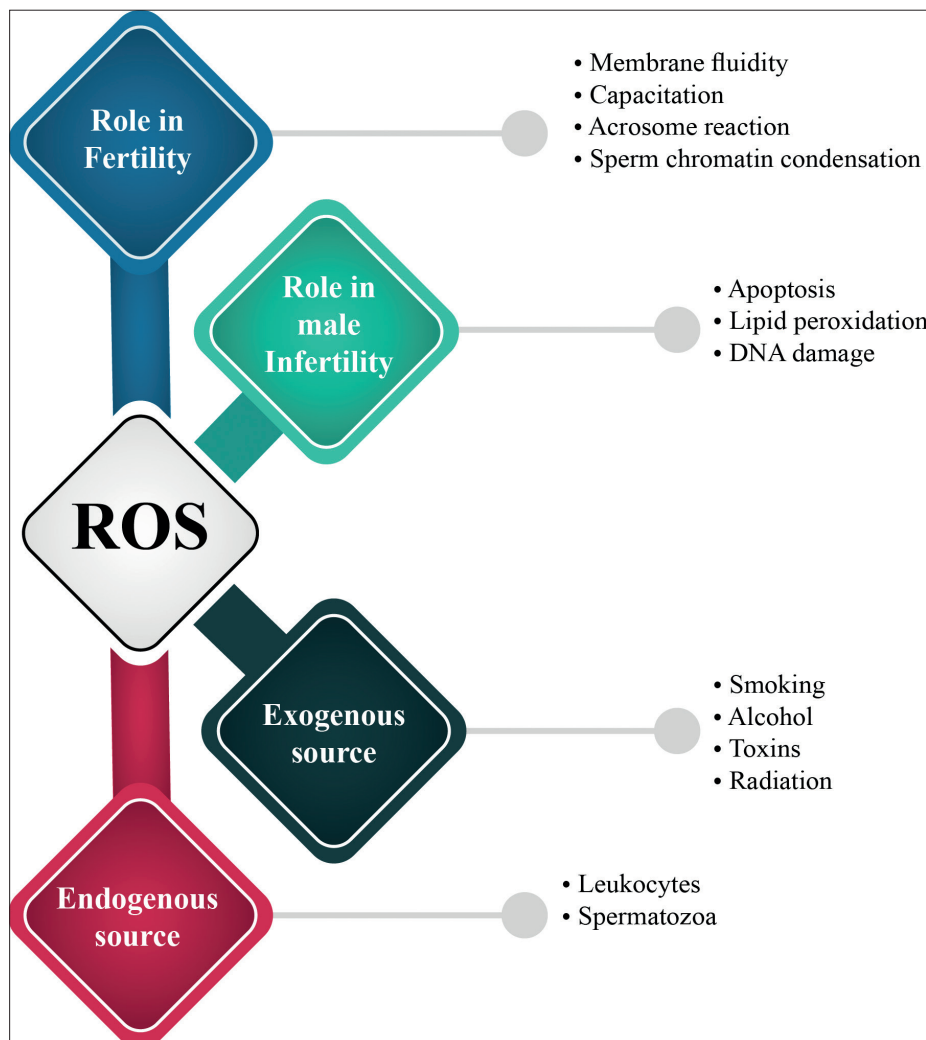 Role in
Fertility
• Membrane fluidity
• Capacitation
• Acrosome reaction
• Sperm chromatin condensation
Role in
male
Infertility
• Apoptosis
• Lipid peroxidation
• DNA damage
ROS
Exogenous
source
• Smoking
• Alcohol
• Toxins
• Radiation
Endogenous
source
• Leukocytes
• Spermatozoa